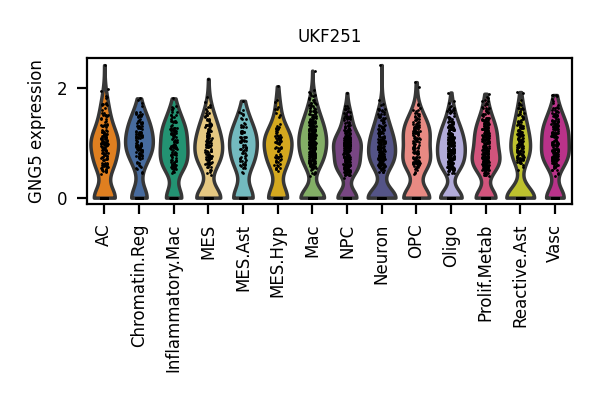 UKF251
GNG5 expression
2
0
AC
Chromatin.Reg
Inflammatory.Mac
MES
MES.Ast
MES.Hyp
Mac
NPC
Neuron
OPC
Oligo
Prolif.Metab
Reactive.Ast
Vasc